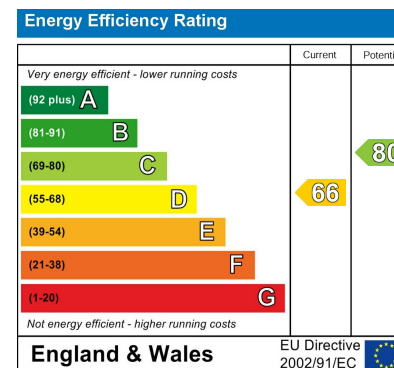 Energy Efficiency Rating
Current Potenti
Very energy efficient - lower running costs
(92 plus) A
(81-91) B
(69-80) C
80
(55-68) D
66
(39-54) E
(21-38) F
(1-20) G
Not energy efficient - higher running costs
England & Wales
EU Directive
2002/91/EC